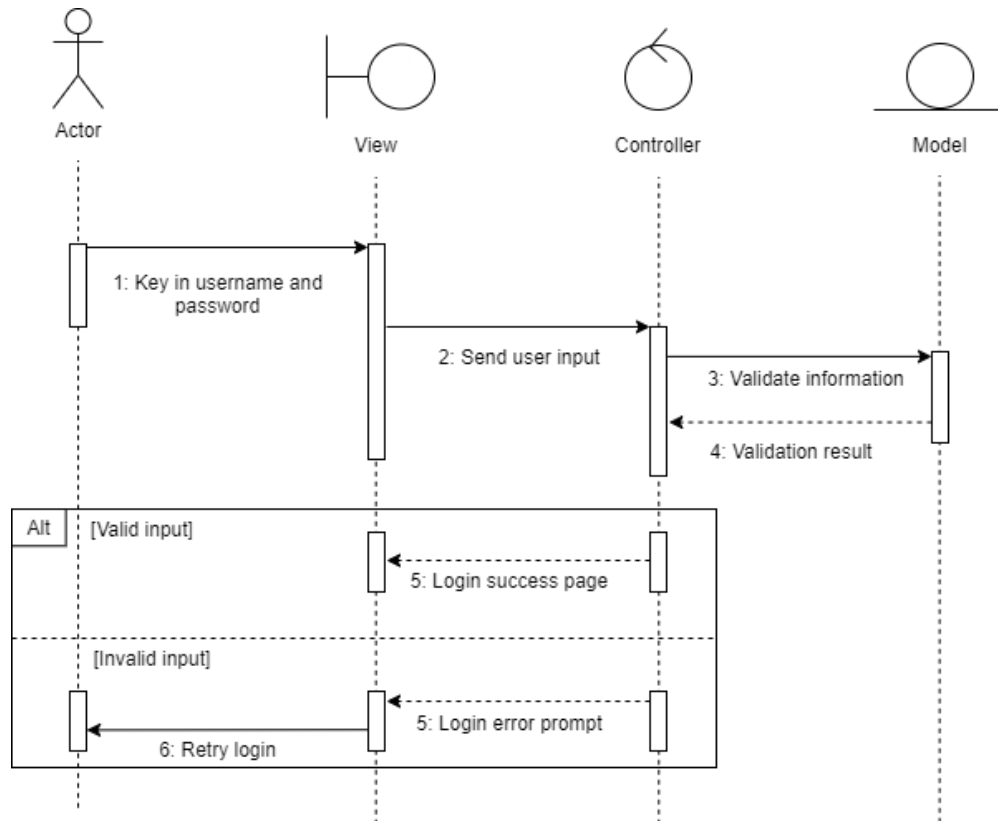 Actor
View
Controller
Model
1: Key in username and
password
2: Send user input
3: Validate information
4: Validation result
Alt
[Valid input]
5: Login success page
[Invalid input]
5: Login error prompt
6: Retry login